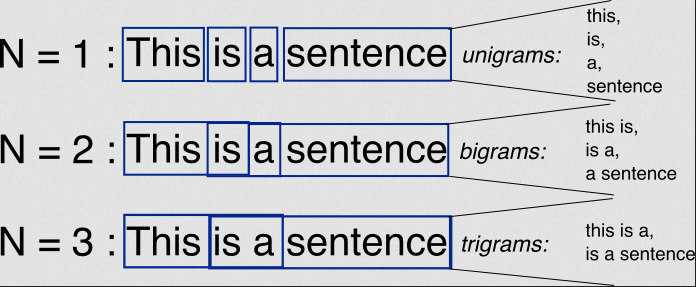 N = 1 : This is a sentence unigrams:
this,
is,
a,
sentence
N = 2 : This is a sentence bigrams:
this is,
is a,
a sentence
N = 3 : This is a sentence trigrams:
this is a,
is a sentence